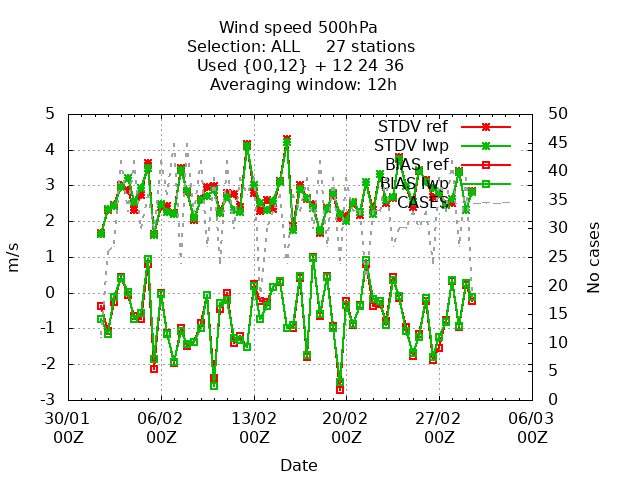 Wind speed 500hPa
Selection: ALL     27 stations
Used {00,12} + 12 24 36
Averaging window: 12h
5
4
3
2
1
0
-1
-2
-3
m/s
50
45
40
35
30
25
20
15
10
5
0
No cases
STDV ref
STDV lwp
BIAS ref
BIAS lwp
CASES
30/01 06/02 13/02 20/02 27/02 06/03
00Z 00Z 00Z 00Z 00Z 00Z
Date